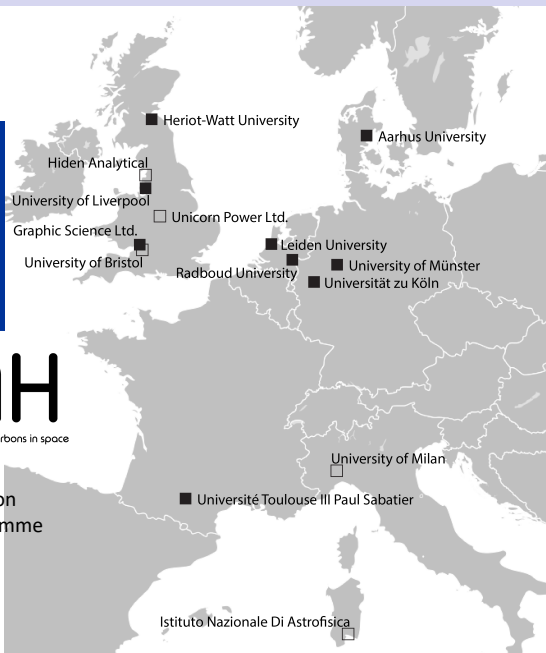 Heriot-Watt University
Aarhus University
Hiden Analytical
University of Liverpool
Unicorn Power Ltd.
Graphic Science Ltd.
University of Bristol
Leiden University
Radboud University
University of Münster
Universität zu Köln
H
rbons in space
University of Milan
on
mme
Université Toulouse III Paul Sabatier
Istituto Nazionale Di Astrofisica